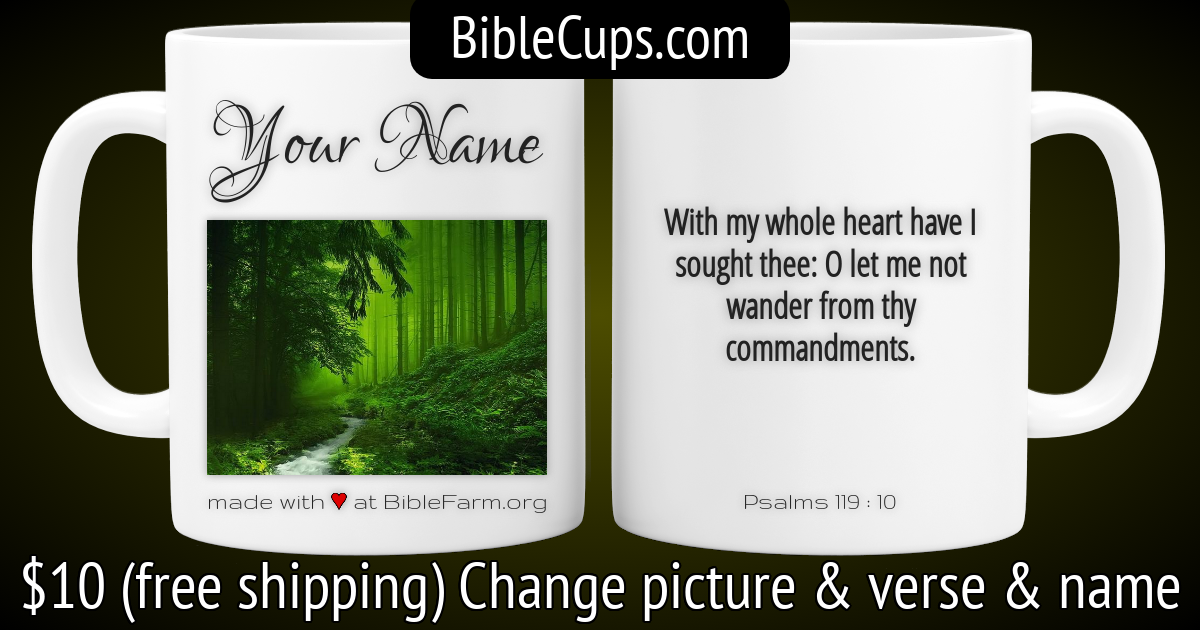 BibleCups.com
Your Name
made with ♥ at BibleFarm.org
With my whole heart have I
sought thee: O let me not
wander from thy
commandments.
Psalms 119 : 10
$10 (free shipping) Change picture & verse & name